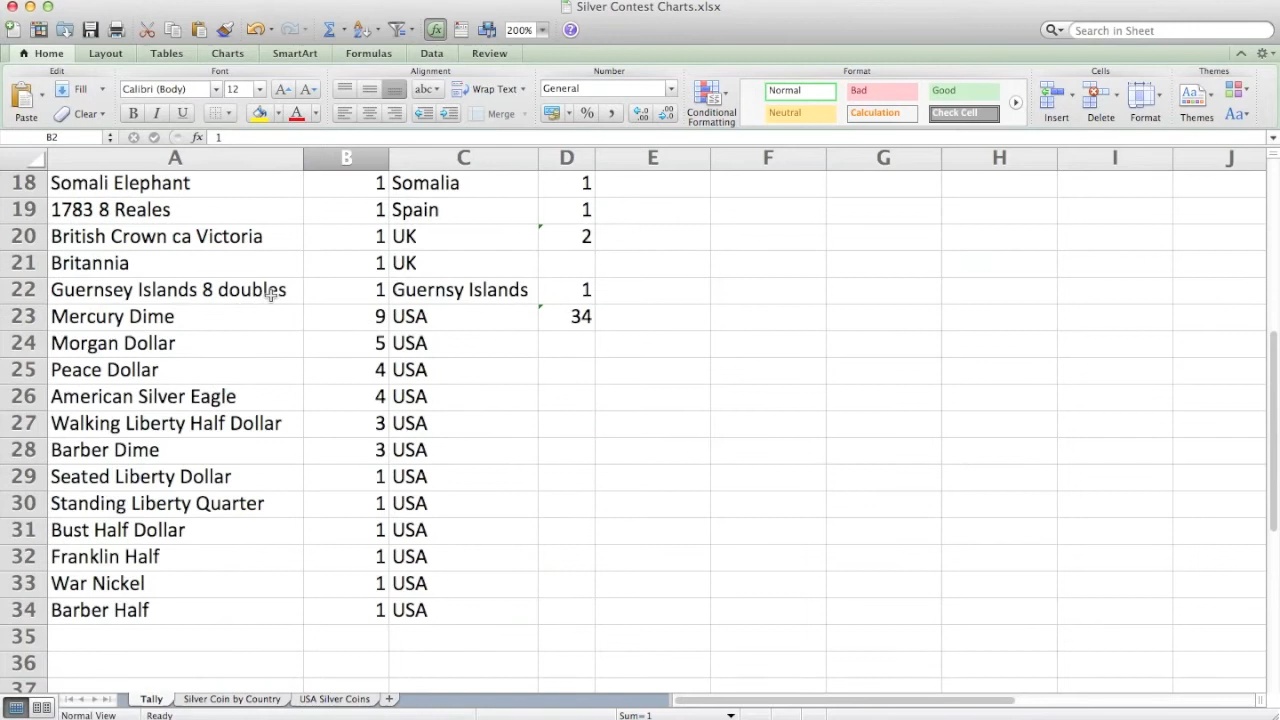 Silver Contest Charts.xlsx
200%
Search in Sheet
Home Layout Tables Charts SmartArt Formulas Data Review
Edit Font Alignment Number Format Cells Themes
Paste
Fill
Clear
Calibri (Body) 12
B I U A
abc Wrap Text
Merge
General
%
Conditional Formatting
Normal Bad Good
Neutral Calculation Check Cell
Insert Delete Format Themes Aa
B2 fx 1
A B C D E F G H I J
18 Somali Elephant 1 Somalia 1
19 1783 8 Reales 1 Spain 1
20 British Crown ca Victoria 1 UK 2
21 Britannia 1 UK
22 Guernsey Islands 8 doubles 1 Guernsy Islands 1
23 Mercury Dime 9 USA 34
24 Morgan Dollar 5 USA
25 Peace Dollar 4 USA
26 American Silver Eagle 4 USA
27 Walking Liberty Half Dollar 3 USA
28 Barber Dime 3 USA
29 Seated Liberty Dollar 1 USA
30 Standing Liberty Quarter 1 USA
31 Bust Half Dollar 1 USA
32 Franklin Half 1 USA
33 War Nickel 1 USA
34 Barber Half 1 USA
35
36
37
Tally Silver Coin by Country USA Silver Coins
Normal View Ready Sum=1